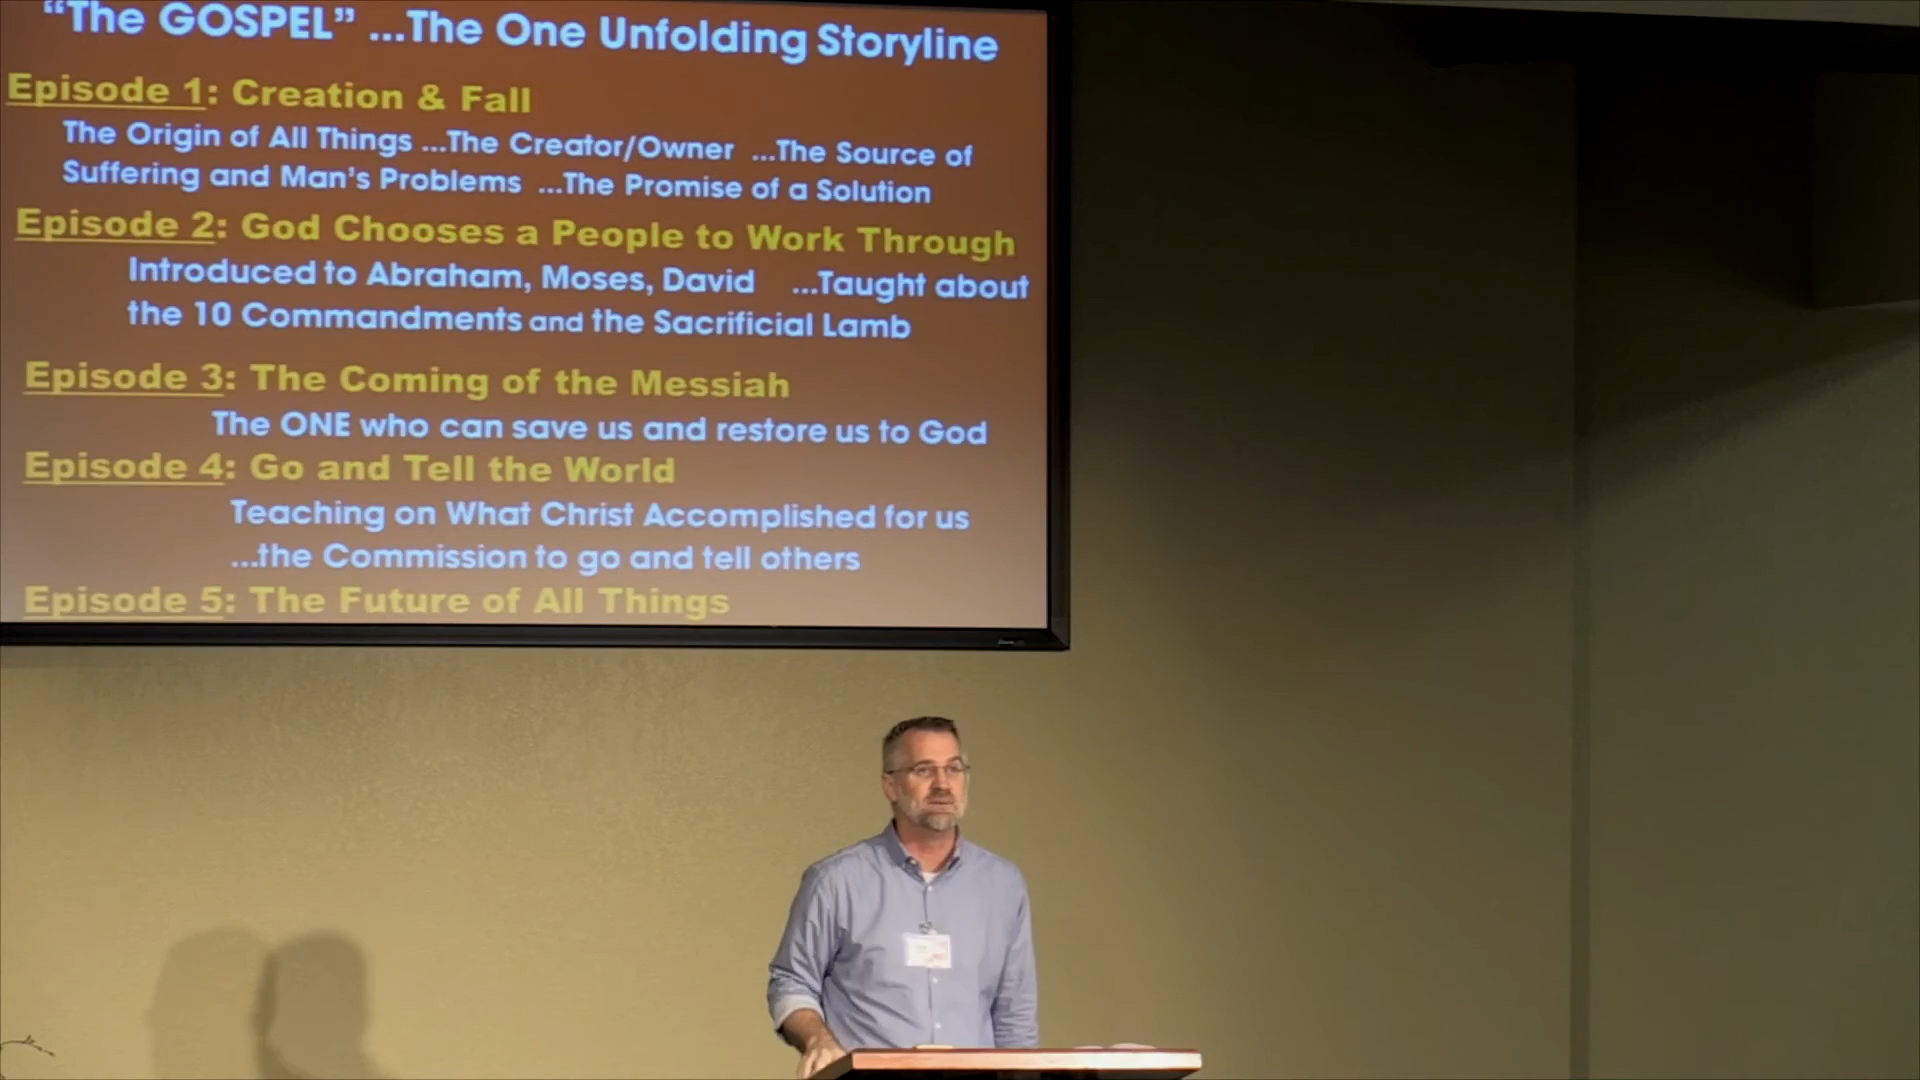 “The GOSPEL” ...The One Unfolding Storyline
Episode 1: Creation & Fall
The Origin of All Things ...The Creator/Owner ...The Source of
Suffering and Man’s Problems ...The Promise of a Solution
Episode 2: God Chooses a People to Work Through
Introduced to Abraham, Moses, David ...Taught about
the 10 Commandments and the Sacrificial Lamb
Episode 3: The Coming of the Messiah
The ONE who can save us and restore us to God
Episode 4: Go and Tell the World
Teaching on What Christ Accomplished for us
...the Commission to go and tell others
Episode 5: The Future of All Things